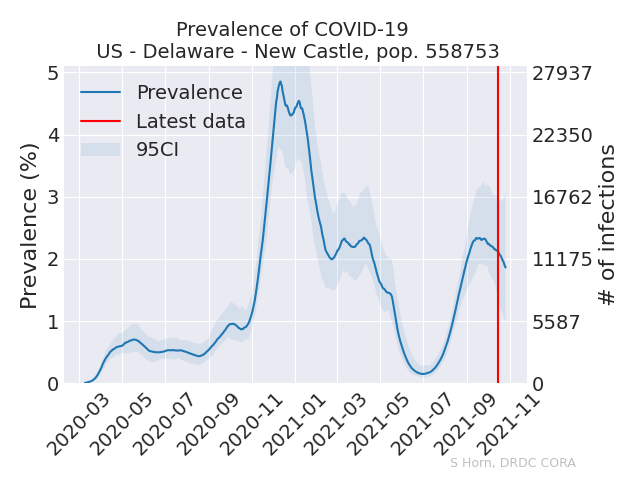 Prevalence of COVID-19
US - Delaware - New Castle, pop. 558753
Prevalence (%)
5
4
3
2
1
0
Prevalence
Latest data
95CI
27937
22350
16762
11175
5587
0
# of infections
2020-03
2020-05
2020-07
2020-09
2020-11
2021-01
2021-03
2021-05
2021-07
2021-09
2021-11
S Horn, DRDC CORA